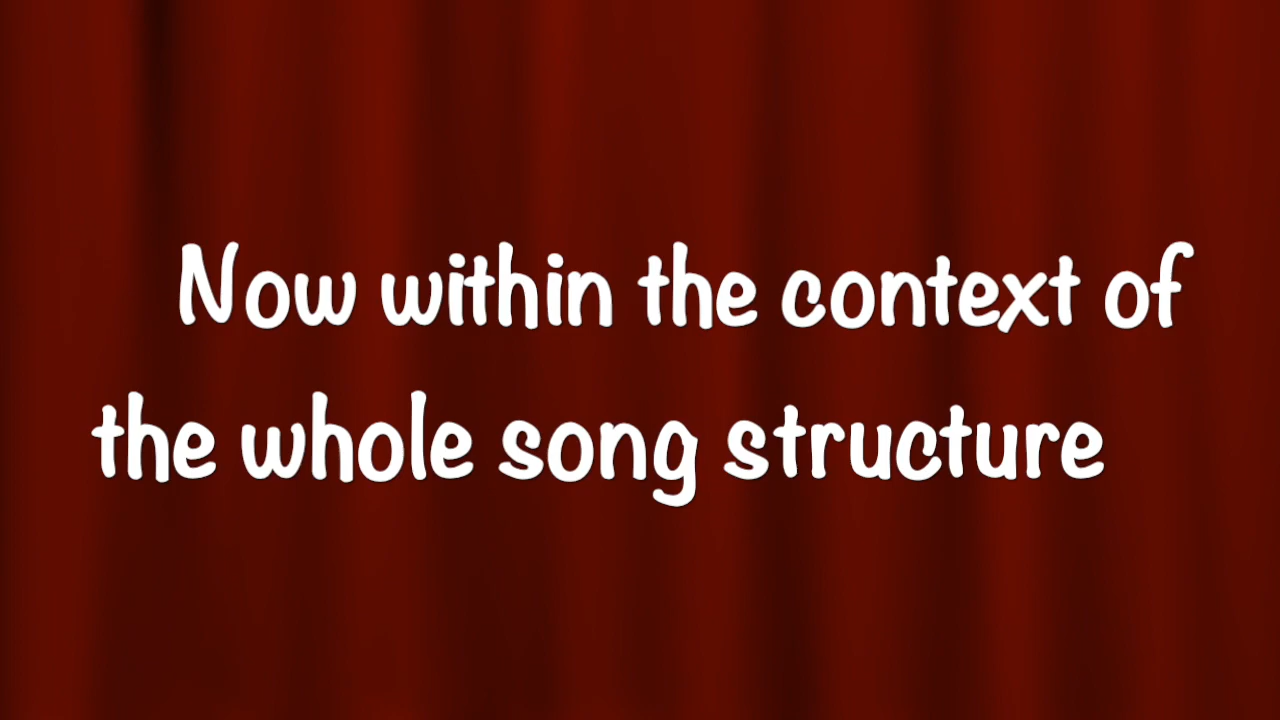 Now within the context of
the whole song structure